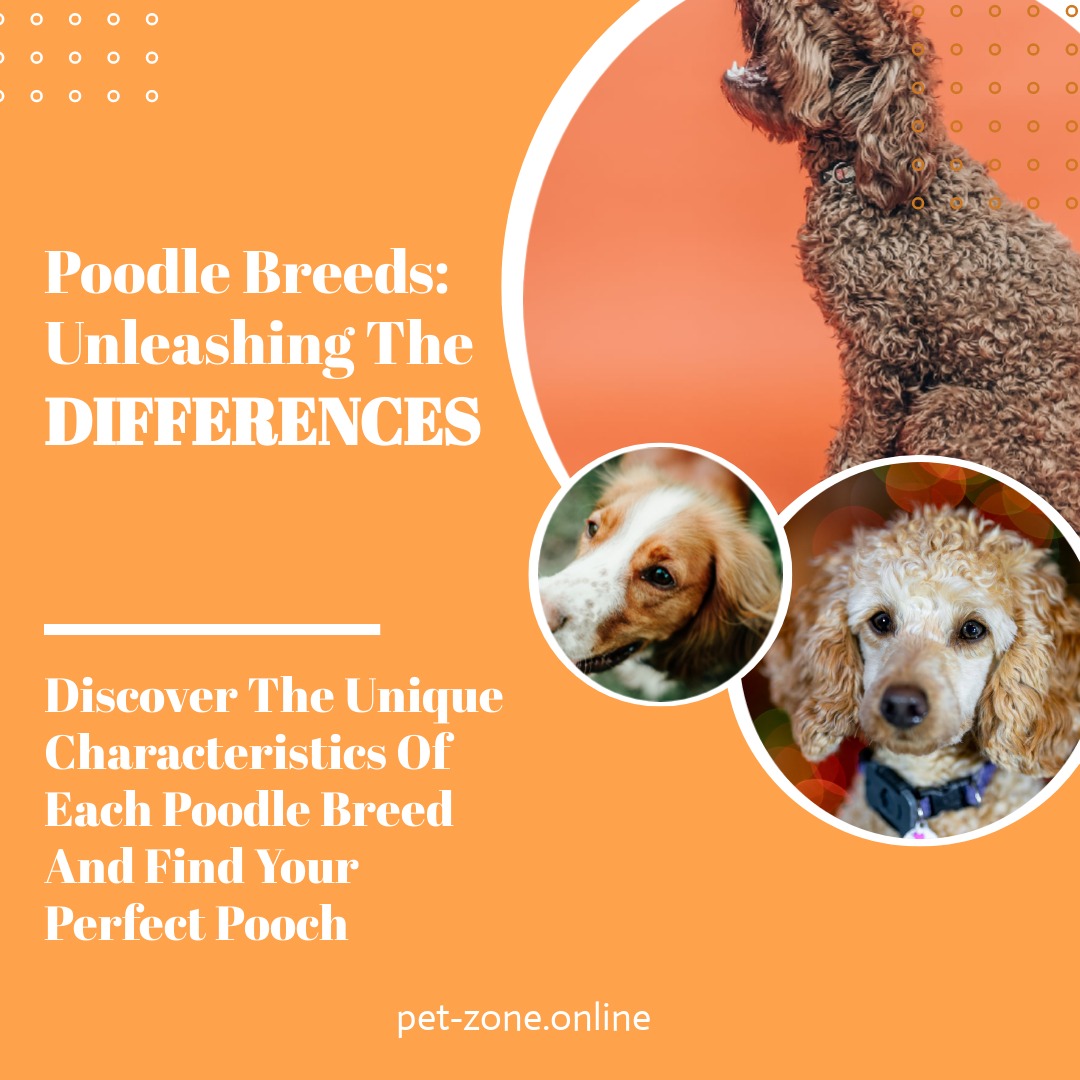 Poodle Breeds:
Unleashing The
DIFFERENCES
Discover The Unique
Characteristics Of
Each Poodle Breed
And Find Your
Perfect Pooch
pet-zone.online